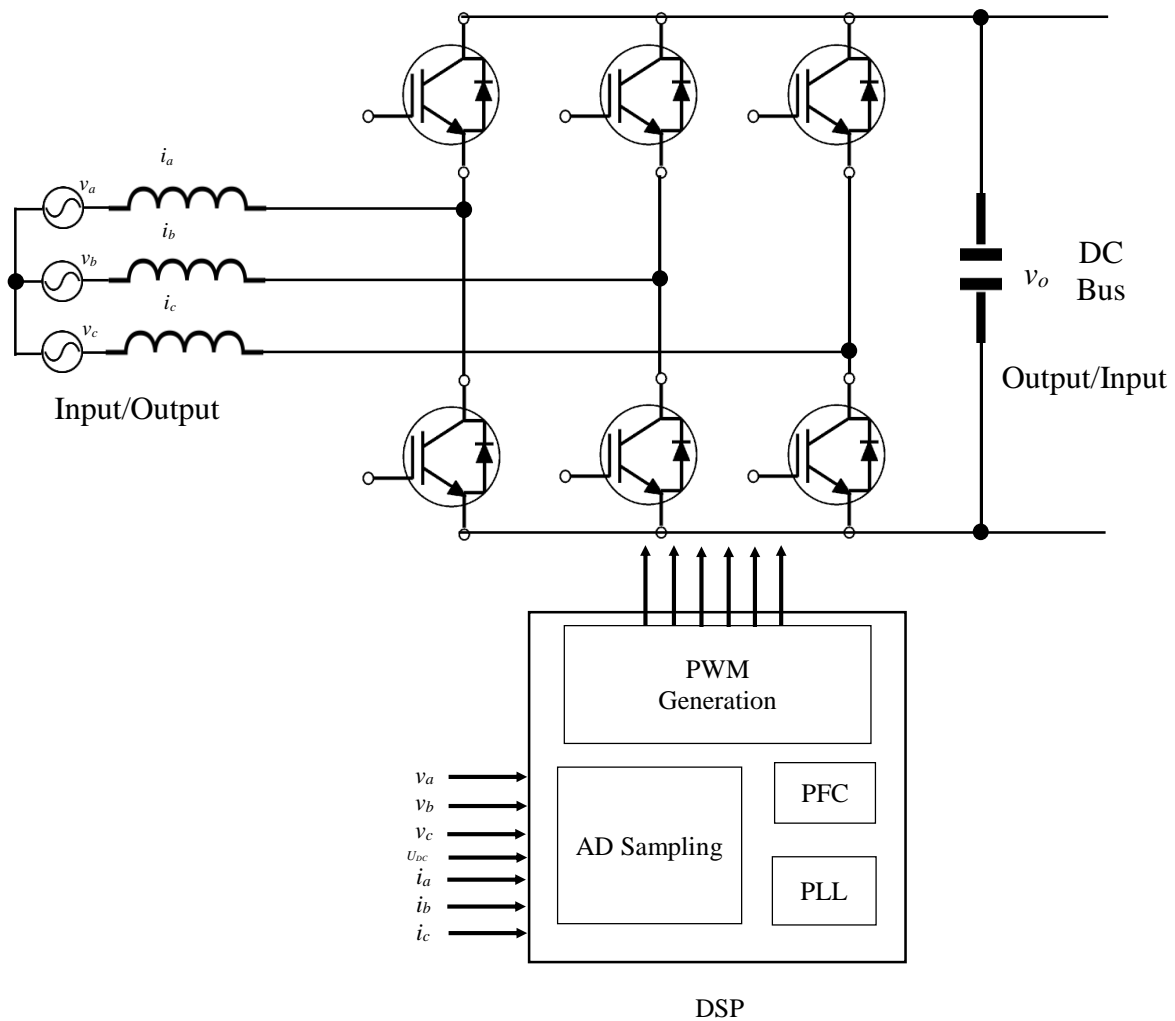 i_a
v_a
i_b
v_b
i_c
v_c
Input/Output
v_o
DC
Bus
Output/Input
PWM
Generation
v_a
v_b
v_c
U_DC
i_a
i_b
i_c
AD Sampling
PFC
PLL
DSP